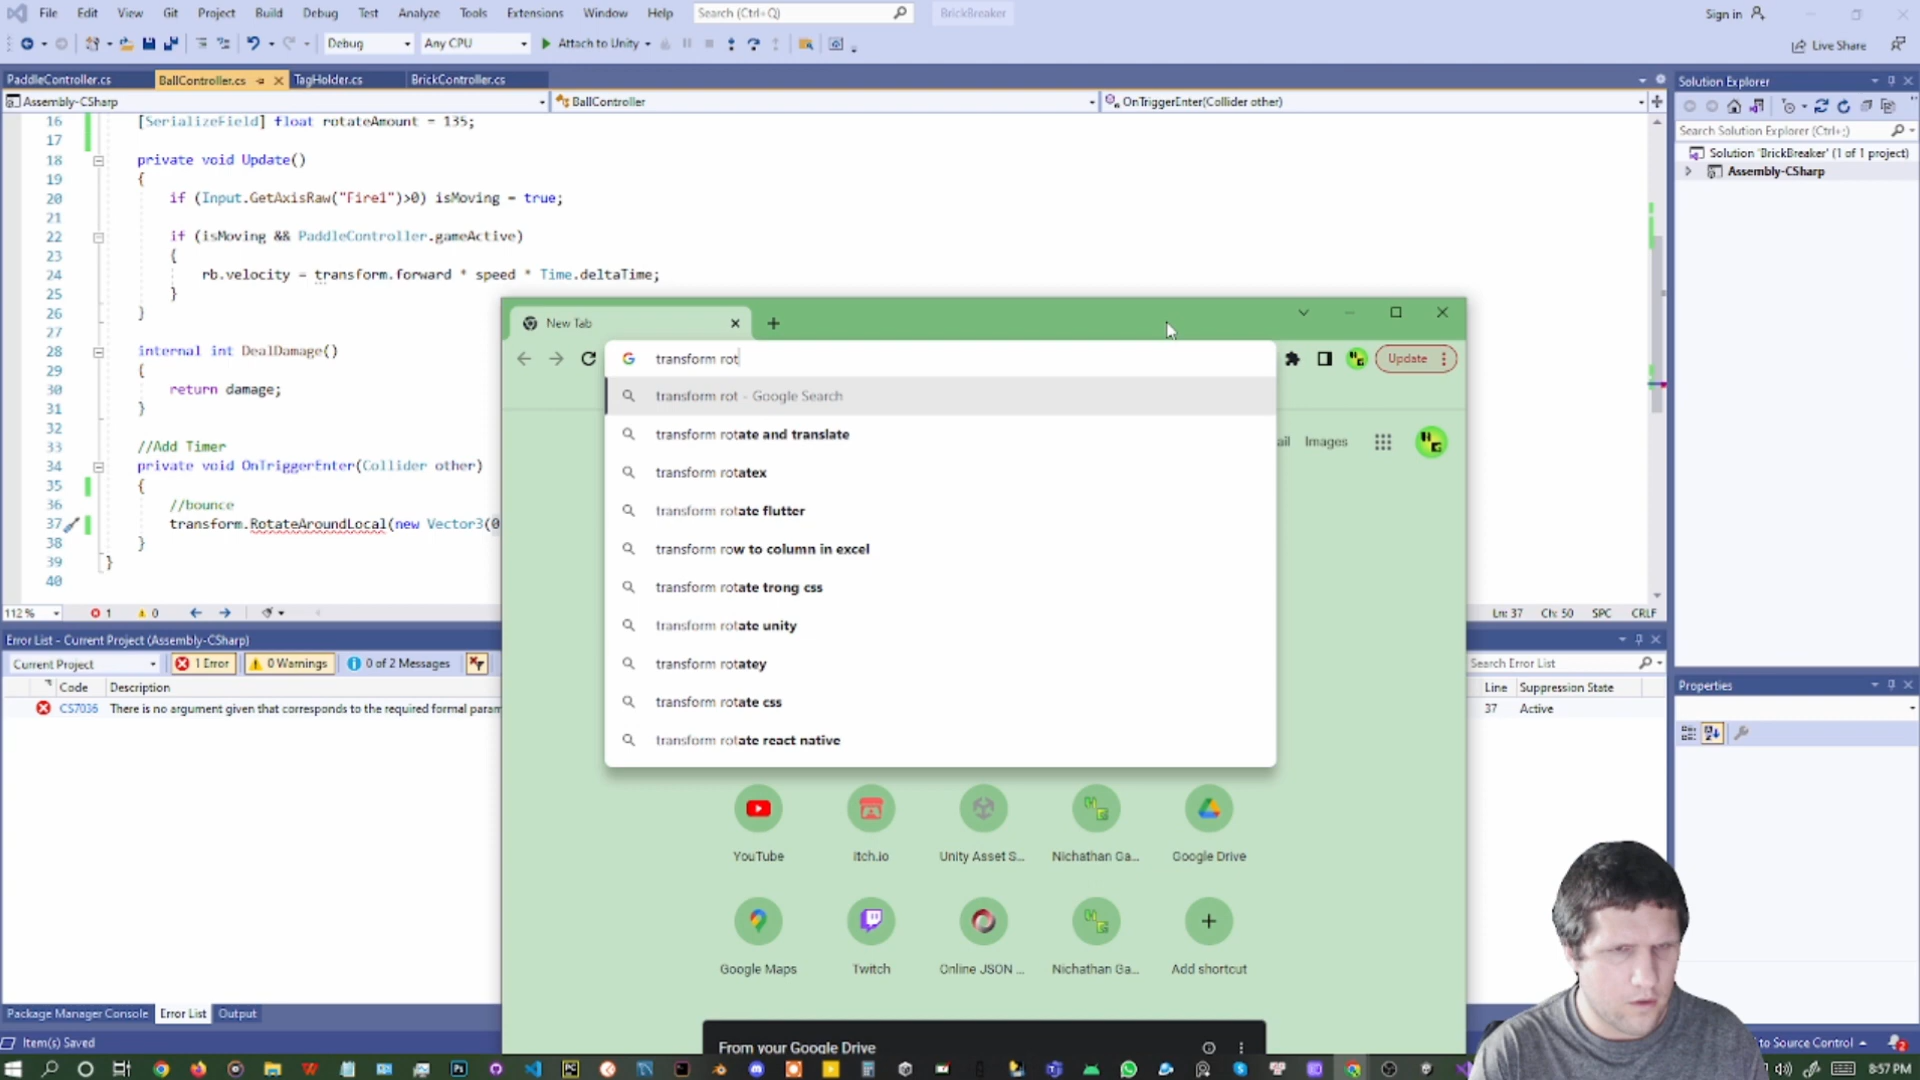 File Edit View Git Project Build Debug Test Analyze Tools Extensions Window Help Search (Ctrl+Q) BrickBreaker Sign in
Debug Any CPU Attach to Unity Live Share
PaddleController.cs BallController.cs TagHolder.cs BrickController.cs Solution Explorer
Assembly-CSharp BallController OnTriggerEnter(Collider other)
16 [SerializeField] float rotateAmount = 135;
Search Solution Explorer (Ctrl+;)
17
18 private void Update()
Solution 'BrickBreaker' (1 of 1 project)
Assembly-CSharp
19 {
20 if (Input.GetAxisRaw("Fire1")>0) isMoving = true;
21
22 if (isMoving && PaddleController.gameActive)
23 {
24 rb.velocity = transform.forward * speed * Time.deltaTime;
25 }
26 }
27
28 internal int DealDamage()
29 {
30 return damage;
31 }
32
33 //Add Timer
34 private void OnTriggerEnter(Collider other)
35 {
36 //bounce
37 transform.RotateAroundLocal(new Vector3(0
38 }
39 }
40
112 % 1 0 Ln: 37 Ch: 50 SPC CRLF
New Tab
transform rot Update
transform rot - Google Search
transform rotate and translate
Images
transform rotatex
transform rotate flutter
transform row to column in excel
transform rotate trong css
transform rotate unity
transform rotatey
transform rotate css
transform rotate react native
YouTube Itch.io Unity Asset S... Nichathan Ga... Google Drive
Google Maps Twitch Online JSON ... Nichathan Ga... Add shortcut
From your Google Drive
Error List - Current Project (Assembly-CSharp)
Current Project 1 Error 0 Warnings 0 of 2 Messages Search Error List
Code Description Line Suppression State
CS7036 There is no argument given that corresponds to the required formal param 37 Active
Properties
Package Manager Console Error List Output
Item(s) Saved to Source Control 2
8:57 PM